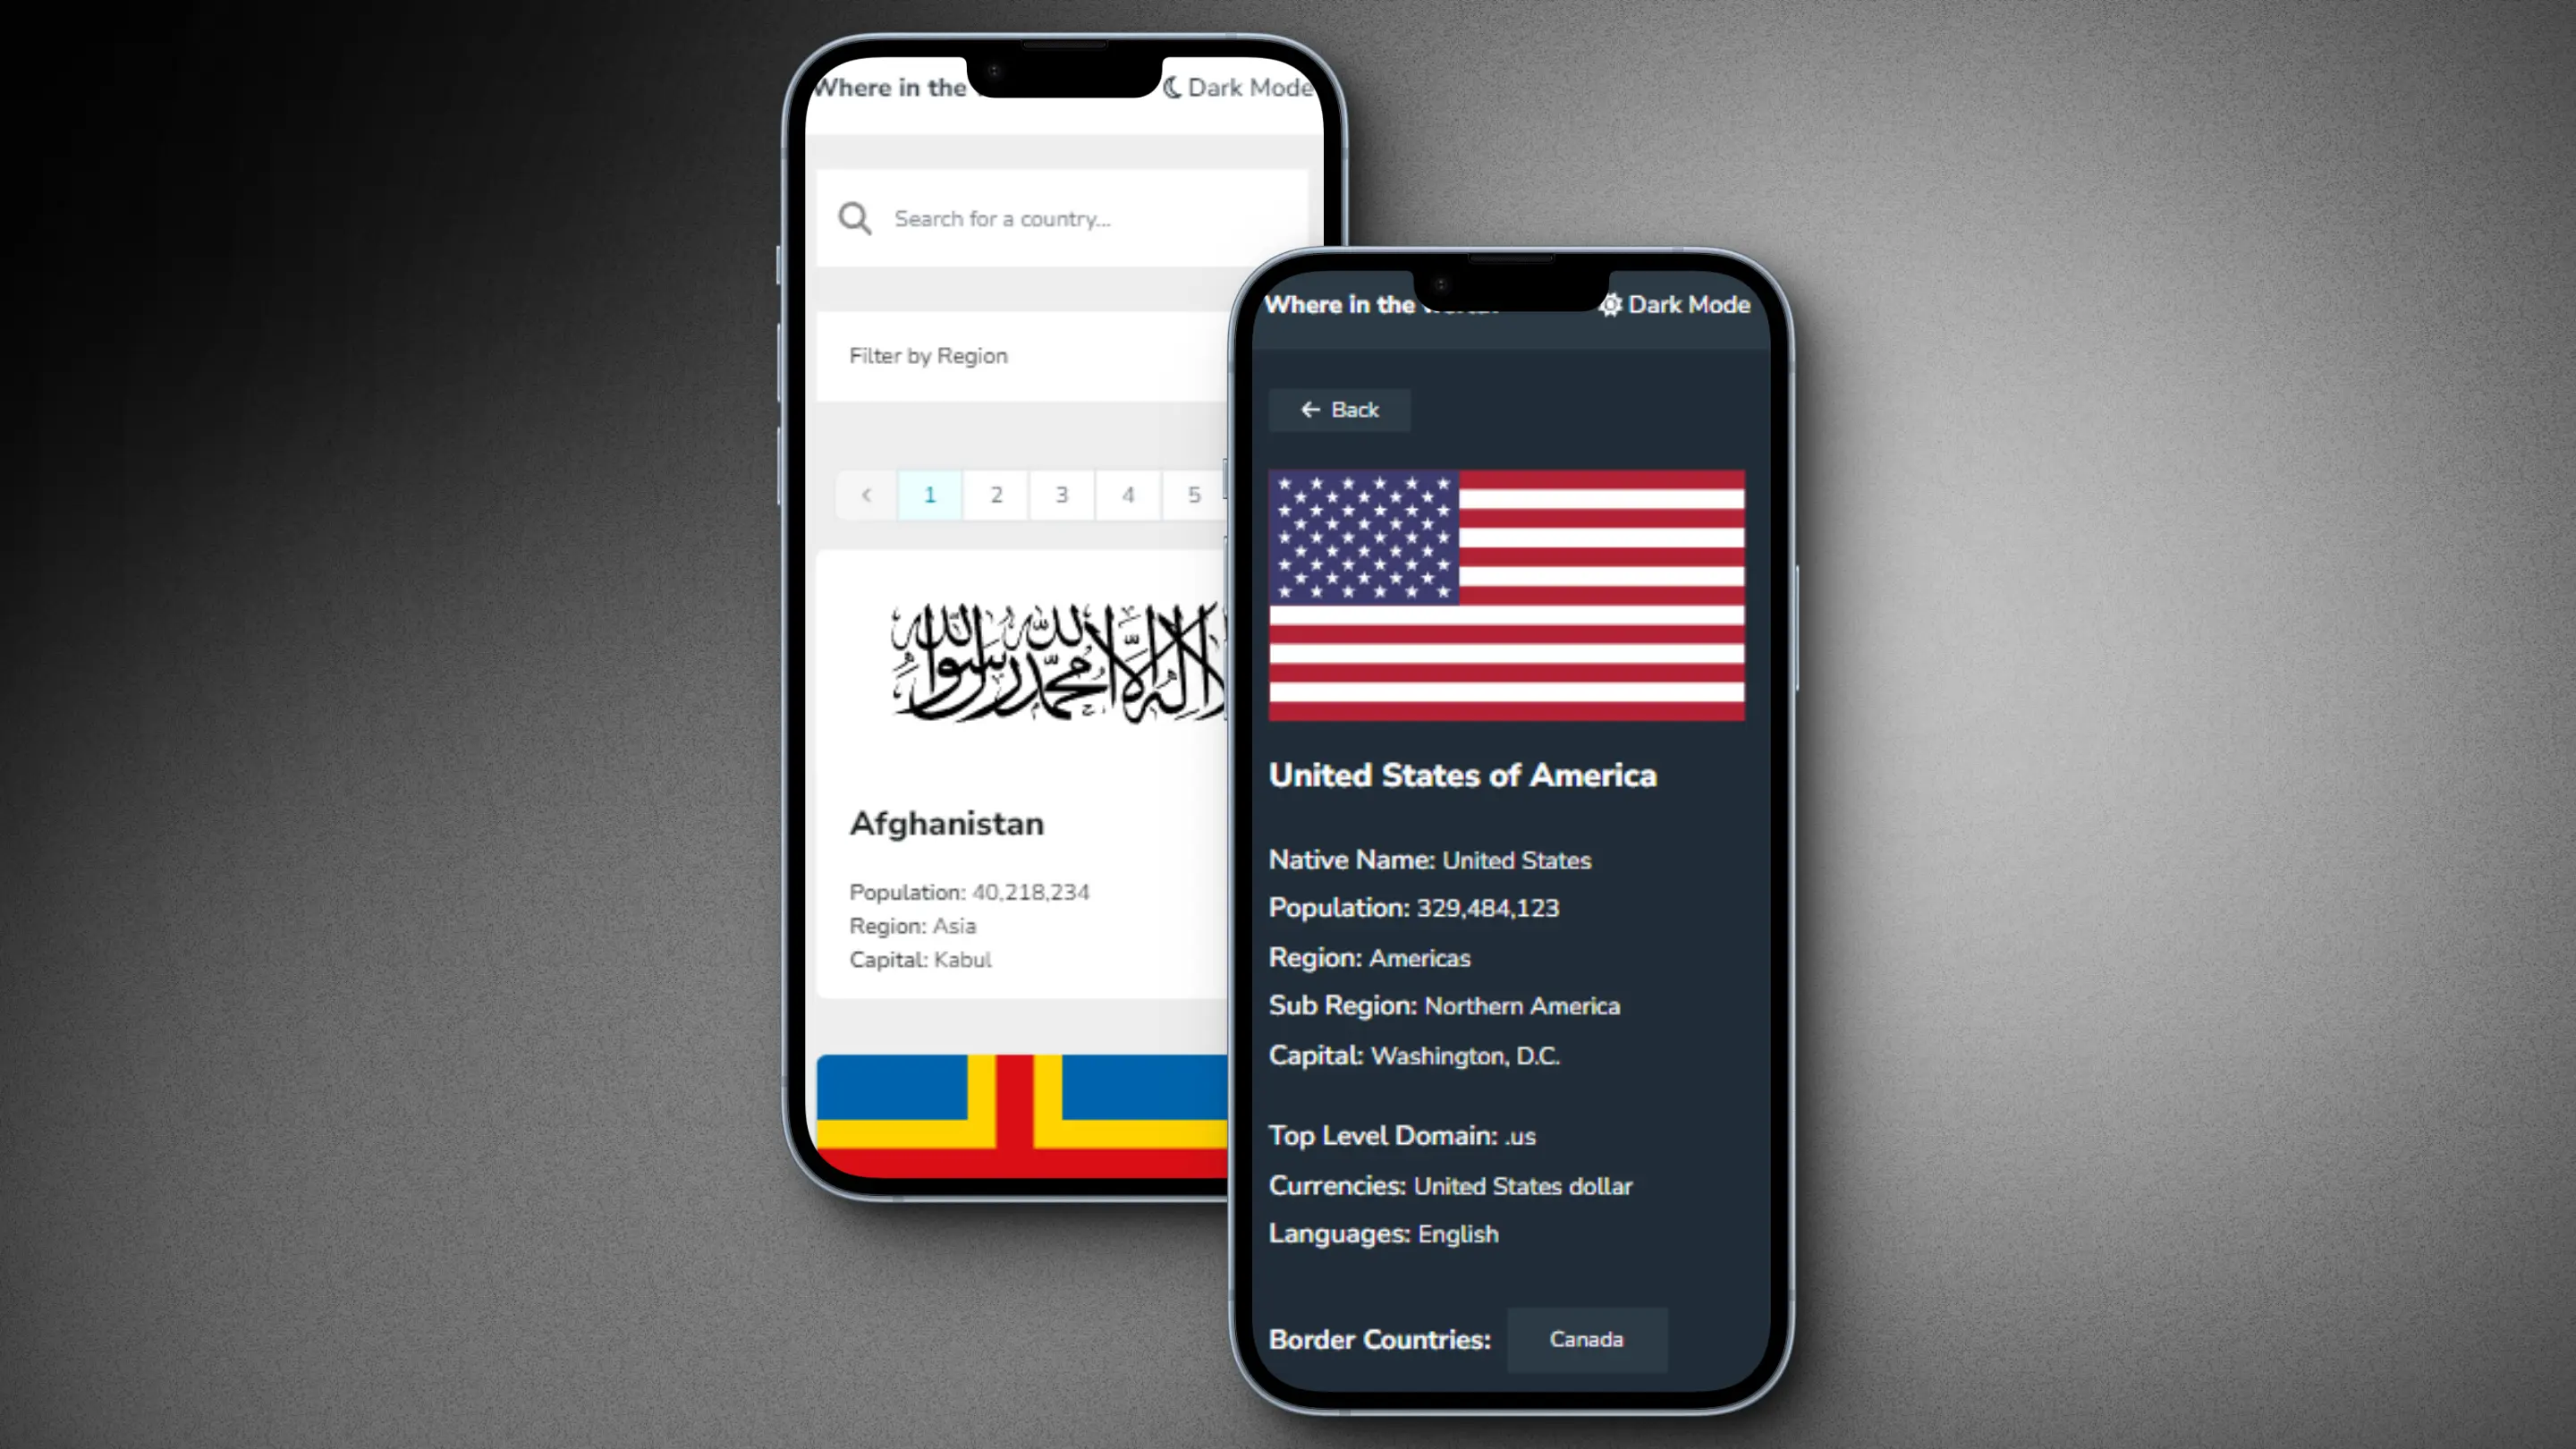 Where in the
Dark Mode
Search for a country...
Filter by Region
< 1 2 3 4 5
لا إله إلا الله محمد رسول الله
Afghanistan
Population: 40,218,234
Region: Asia
Capital: Kabul
Where in the
Dark Mode
← Back
United States of America
Native Name: United States
Population: 329,484,123
Region: Americas
Sub Region: Northern America
Capital: Washington, D.C.
Top Level Domain: .us
Currencies: United States dollar
Languages: English
Border Countries: Canada